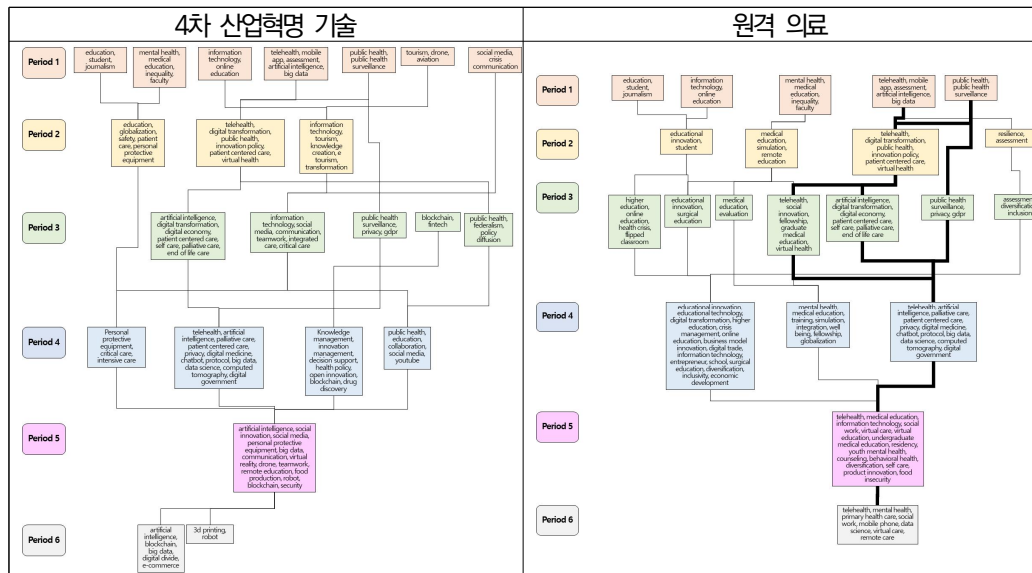 4차 산업혁명 기술
Period 1
education,
student,
journalism
mental health,
medical
education,
inequality,
faculty
information
technology,
online
education
telehealth, mobile
app, assessment,
artificial intelligence,
big data
public health,
public health
surveillance
tourism, drone,
aviation
social media,
crisis
communication
Period 2
education,
globalization,
safety, patient
care, personal
protective
equipment
telehealth,
digital transformation,
public health,
innovation policy,
patient centered care,
virtual health
information
technology,
tourism,
knowledge
creation, e
tourism,
transformation
Period 3
artificial intelligence,
digital transformation,
digital economy,
patient centered care,
self care, palliative care,
end of life care
information
technology, social
media, communication,
teamwork, integrated
care, critical care
public health
surveillance,
privacy, gdpr
blockchain,
fintech
public health,
federalism,
policy
diffusion
Period 4
Personal
protective
equipment,
critical care,
intensive care
telehealth, artificial
intelligence, palliative care,
patient centered care,
privacy, digital medicine,
chatbot, protocol, big data,
data science, computed
tomography, digital
government
Knowledge
management,
innovation
management,
decision support,
health policy,
open innovation,
blockchain, drug
discovery
public health,
education,
collaboration,
social media,
youtube
Period 5
artificial intelligence, social
innovation, social media,
personal protective
equipment, big data,
communication, virtual
reality, drone, teamwork,
remote education, food
production, robot,
blockchain, security
Period 6
artificial
intelligence,
blockchain,
big data,
digital divide,
e-commerce
3d printing,
robot
원격 의료
Period 1
education,
student,
journalism
information
technology,
online
education
mental health,
medical education,
inequality,
faculty
telehealth, mobile
app, assessment,
artificial intelligence,
big data
public health,
public health
surveillance
Period 2
educational
innovation,
student
medical
education,
simulation,
remote
education
telehealth,
digital transformation,
public health,
innovation policy,
patient centered care,
virtual health
resilience,
assessment
Period 3
higher
education,
online
education,
health crisis,
flipped
classroom
educational
innovation,
surgical
education
medical
education,
evaluation
telehealth,
social
innovation,
fellowship,
graduate
medical
education,
virtual health
artificial intelligence,
digital transformation,
digital economy,
patient centered care,
self care, palliative care,
end of life care
public health
surveillance,
privacy, gdpr
assessment,
diversification,
inclusion
Period 4
educational innovation,
educational technology,
digital transformation, higher
education, crisis
management, online
education, business model
innovation, digital trade,
information technology,
entrepreneur, school, surgical
education, diversification,
inclusivity, economic
development
mental health,
medical education,
training, simulation,
integration, well
being, fellowship,
globalization
telehealth, artificial
intelligence, palliative care,
patient centered care,
privacy, digital medicine,
chatbot, protocol, big data,
data science, computed
tomography, digital
government
Period 5
telehealth, medical education,
information technology, social
work, virtual care, virtual
education, undergraduate
medical education, residency,
youth mental health,
counseling, behavioral health,
diversification, self care,
product innovation, food
insecurity
Period 6
telehealth, mental health,
primary health care, social
work, mobile phone, data
science, virtual care,
remote care